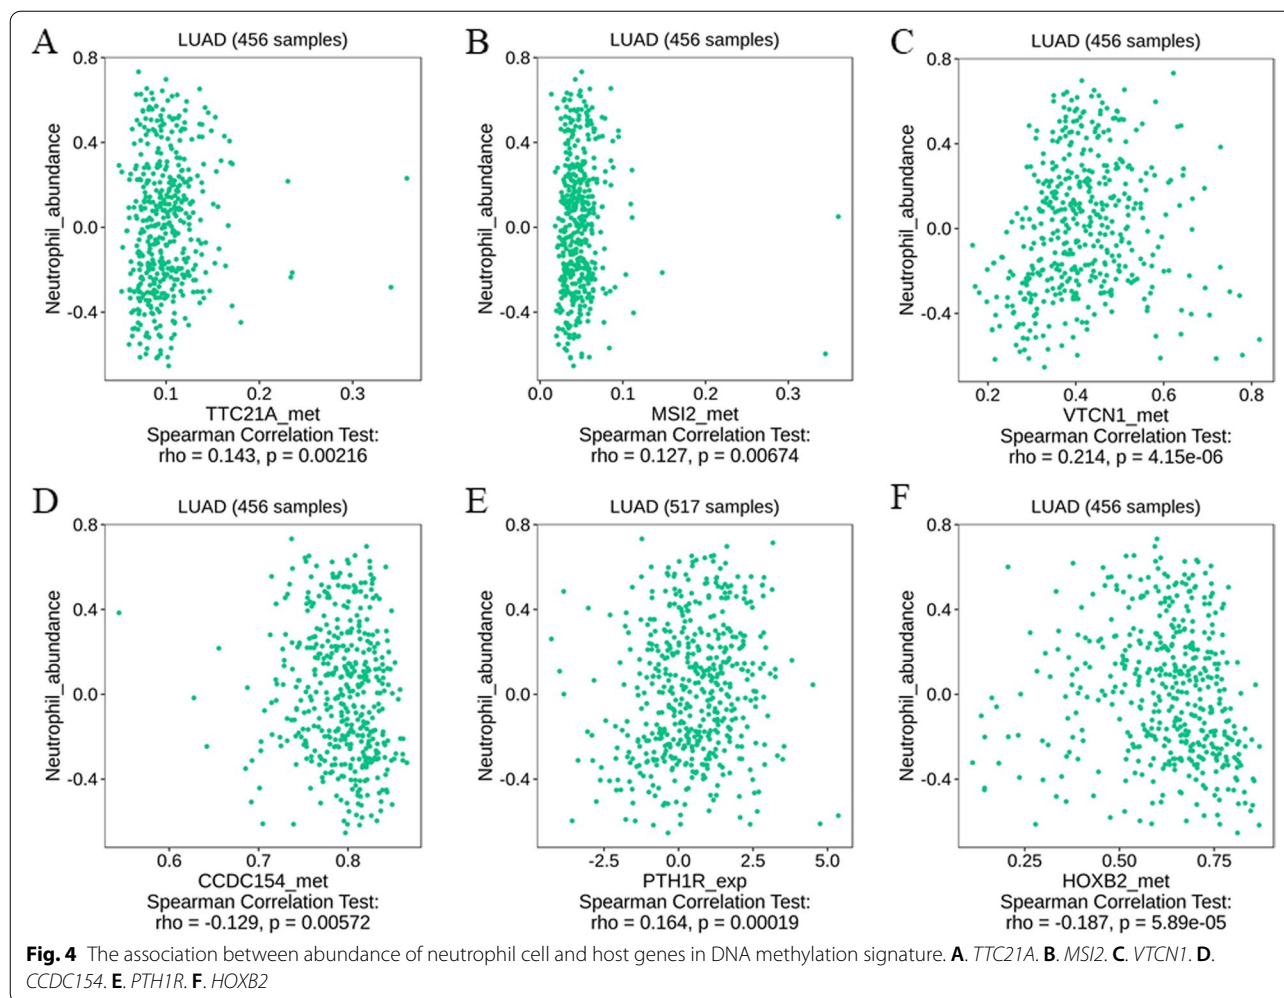 A
LUAD (456 samples)
0.8
0.4
0.0
-0.4
Neutrophil_abundance
0.1 0.2 0.3
TTC21A_met
Spearman Correlation Test:
rho = 0.143, p = 0.00216
B
LUAD (456 samples)
0.8
0.4
0.0
-0.4
Neutrophil_abundance
0.0 0.1 0.2 0.3
MSI2_met
Spearman Correlation Test:
rho = 0.127, p = 0.00674
C
LUAD (456 samples)
0.8
0.4
0.0
-0.4
Neutrophil_abundance
0.2 0.4 0.6 0.8
VTCN1_met
Spearman Correlation Test:
rho = 0.214, p = 4.15e-06
D
LUAD (456 samples)
0.8
0.4
0.0
-0.4
Neutrophil_abundance
0.6 0.7 0.8
CCDC154_met
Spearman Correlation Test:
rho = -0.129, p = 0.00572
E
LUAD (517 samples)
0.8
0.4
0.0
-0.4
Neutrophil_abundance
-2.5 0.0 2.5 5.0
PTH1R_exp
Spearman Correlation Test:
rho = 0.164, p = 0.00019
F
LUAD (456 samples)
0.8
0.4
0.0
-0.4
Neutrophil_abundance
0.25 0.50 0.75
HOXB2_met
Spearman Correlation Test:
rho = -0.187, p = 5.89e-05
Fig. 4 The association between abundance of neutrophil cell and host genes in DNA methylation signature. A. TTC21A. B. MSI2. C. VTCN1. D.
CCDC154. E. PTH1R. F. HOXB2